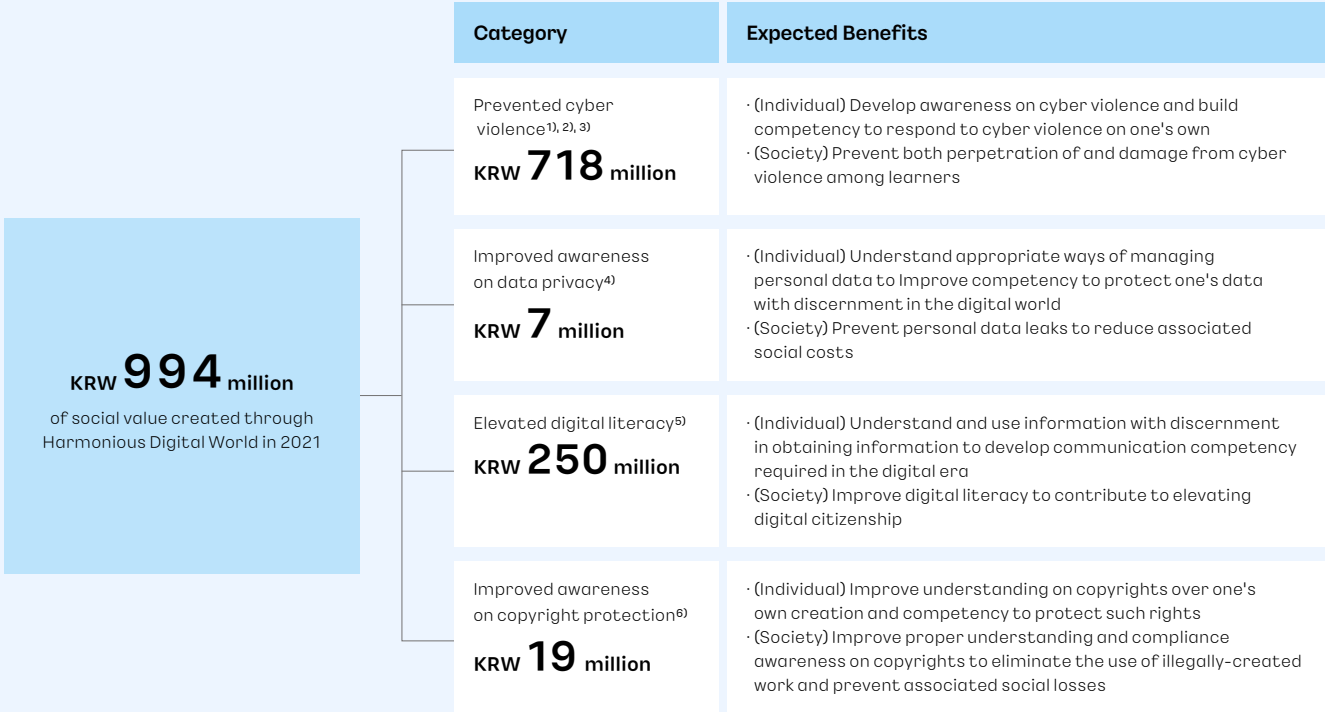 Category
Expected Benefits
Prevented cyber
violence1), 2), 3)
KRW 718 million
· (Individual) Develop awareness on cyber violence and build
competency to respond to cyber violence on one's own
· (Society) Prevent both perpetration of and damage from cyber
violence among learners
KRW 994 million
of social value created through
Harmonious Digital World in 2021
Improved awareness
on data privacy4)
KRW 7 million
· (Individual) Understand appropriate ways of managing
personal data to Improve competency to protect one's data
with discernment in the digital world
· (Society) Prevent personal data leaks to reduce associated
social costs
Elevated digital literacy5)
KRW 250 million
· (Individual) Understand and use information with discernment
in obtaining information to develop communication competency
required in the digital era
· (Society) Improve digital literacy to contribute to elevating
digital citizenship
Improved awareness
on copyright protection6)
KRW 19 million
· (Individual) Improve understanding on copyrights over one's
own creation and competency to protect such rights
· (Society) Improve proper understanding and compliance
awareness on copyrights to eliminate the use of illegally-created
work and prevent associated social losses